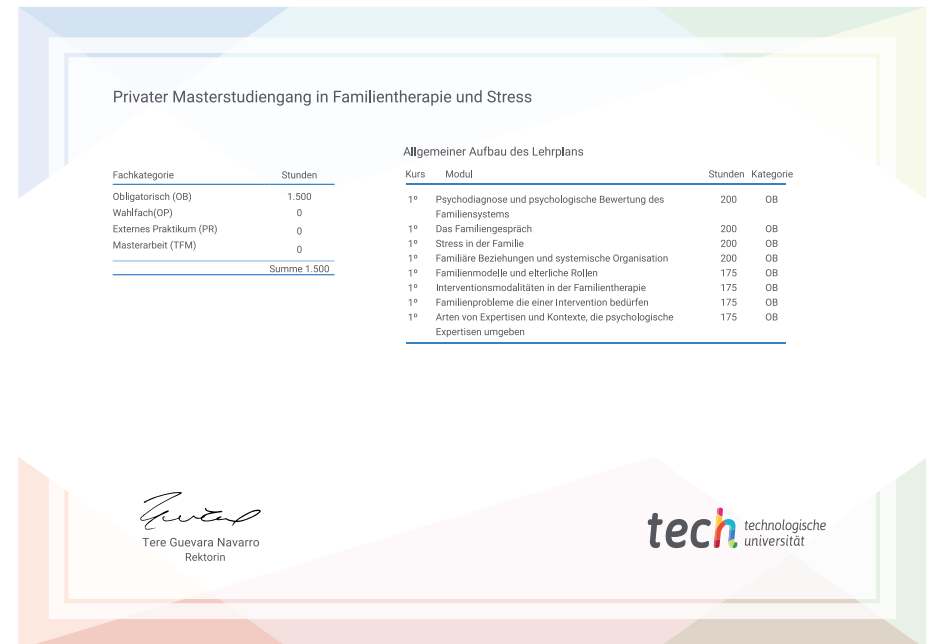 Privater Masterstudiengang in Familientherapie und Stress
Fachkategorie Stunden
Obligatorisch (OB) 1.500
Wahlfach(OP) 0
Externes Praktikum (PR) 0
Masterarbeit (TFM) 0
Summe 1.500
Allgemeiner Aufbau des Lehrplans
Kurs Modul Stunden Kategorie
1º Psychodiagnose und psychologische Bewertung des 200 OB
Familiensystems
1º Das Familiengespräch 200 OB
1º Stress in der Familie 200 OB
1º Familiäre Beziehungen und systemische Organisation 200 OB
1º Familienmodelle und elterliche Rollen 175 OB
1º Interventionsmodalitäten in der Familientherapie 175 OB
1º Familienprobleme die einer Intervention bedürfen 175 OB
1º Arten von Expertisen und Kontexte, die psychologische 175 OB
Expertisen umgeben
Tere Guevara Navarro
Rektorin
tech technologische
universität